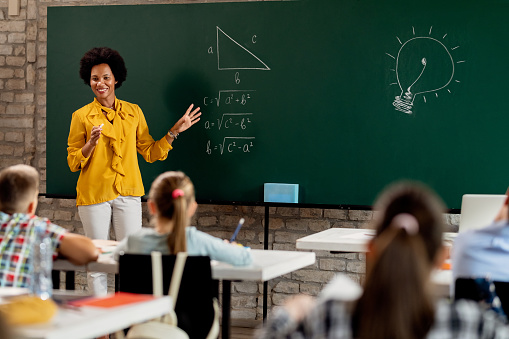 a c
b
c = √a² + b²
a = √c² - b²
b = √c² - a²